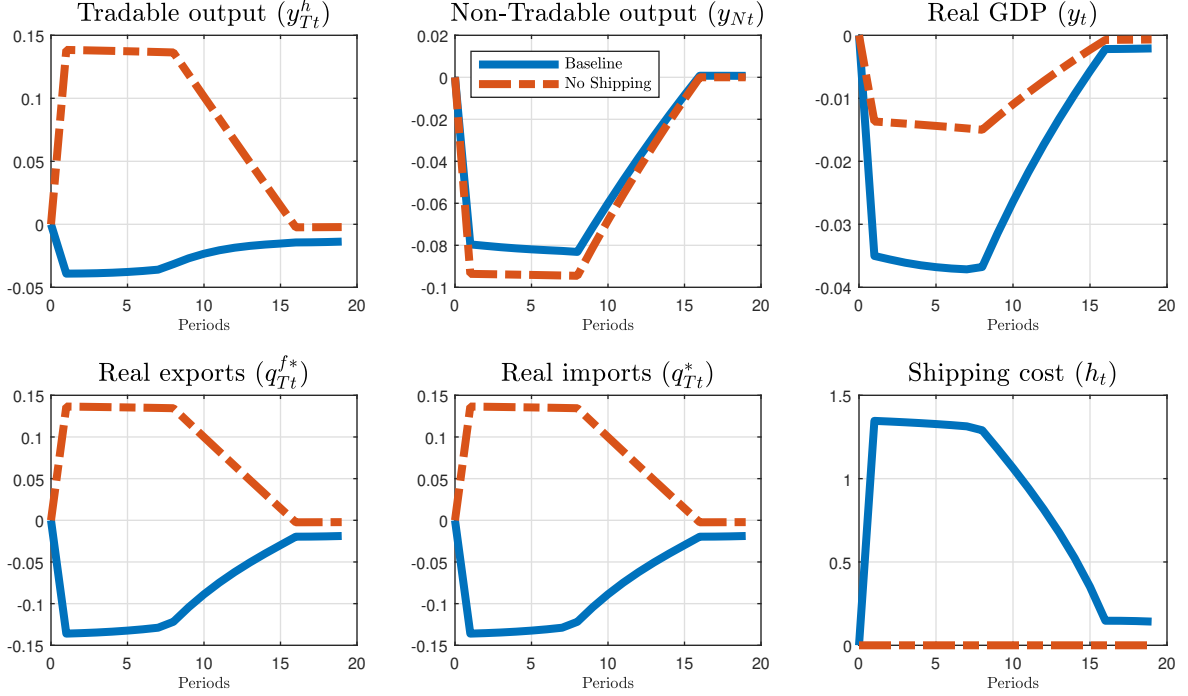 Tradable output (y^h_{Tt})
0.15
0.1
0.05
0
-0.05
0 5 10 15 20
Periods
Non-Tradable output (y_{Nt})
0.02
0
-0.02
-0.04
-0.06
-0.08
-0.1
Baseline
No Shipping
0 5 10 15 20
Periods
Real GDP (y_t)
0
-0.01
-0.02
-0.03
-0.04
0 5 10 15 20
Periods
Real exports (q^{f*}_{Tt})
0.15
0.1
0.05
0
-0.05
-0.1
-0.15
0 5 10 15 20
Periods
Real imports (q^*_{Tt})
0.15
0.1
0.05
0
-0.05
-0.1
-0.15
0 5 10 15 20
Periods
Shipping cost (h_t)
1.5
1
0.5
0
0 5 10 15 20
Periods